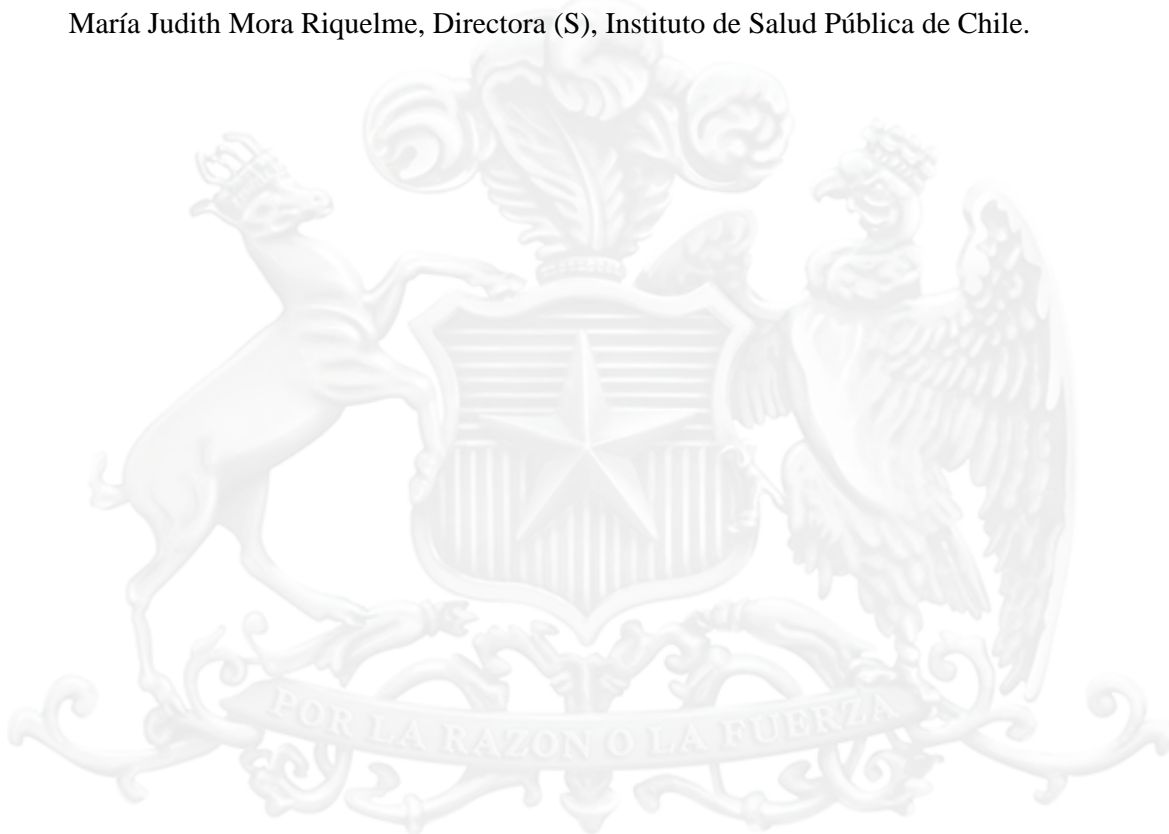 María Judith Mora Riquelme, Directora (S), Instituto de Salud Pública de Chile.
POR LA RAZON O LA FUERZA